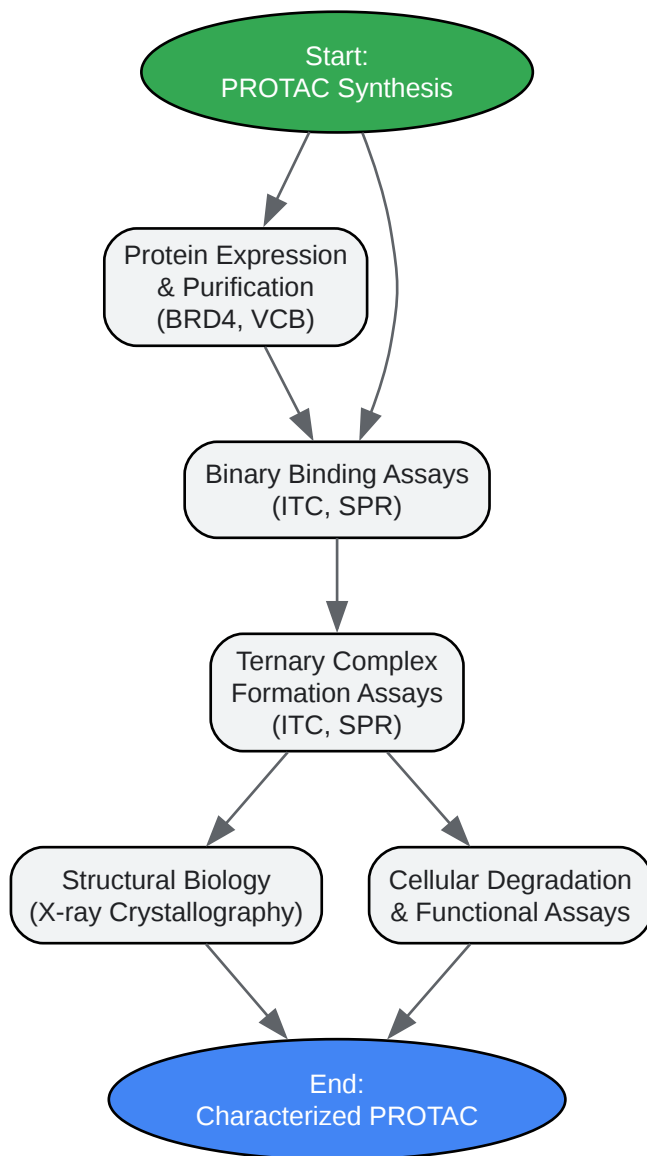 Start:
PROTAC Synthesis
Protein Expression
& Purification
(BRD4, VCB)
Binary Binding Assays
(ITC, SPR)
Ternary Complex
Formation Assays
(ITC, SPR)
Structural Biology
(X-ray Crystallography)
Cellular Degradation
& Functional Assays
End:
Characterized PROTAC